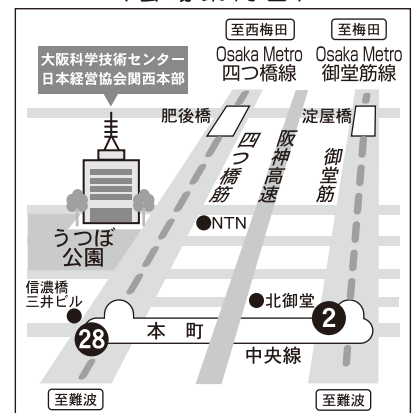 至西梅田
至梅田
Osaka Metro
四つ橋線
Osaka Metro
御堂筋線
大阪科学技術センター
日本経営協会関西本部
肥後橋
淀屋橋
四つ橋筋
阪神高速
御堂筋
NTN
うつぼ
公園
信濃橋
三井ビル
北御堂
2
28
本町
中央線
至難波
至難波